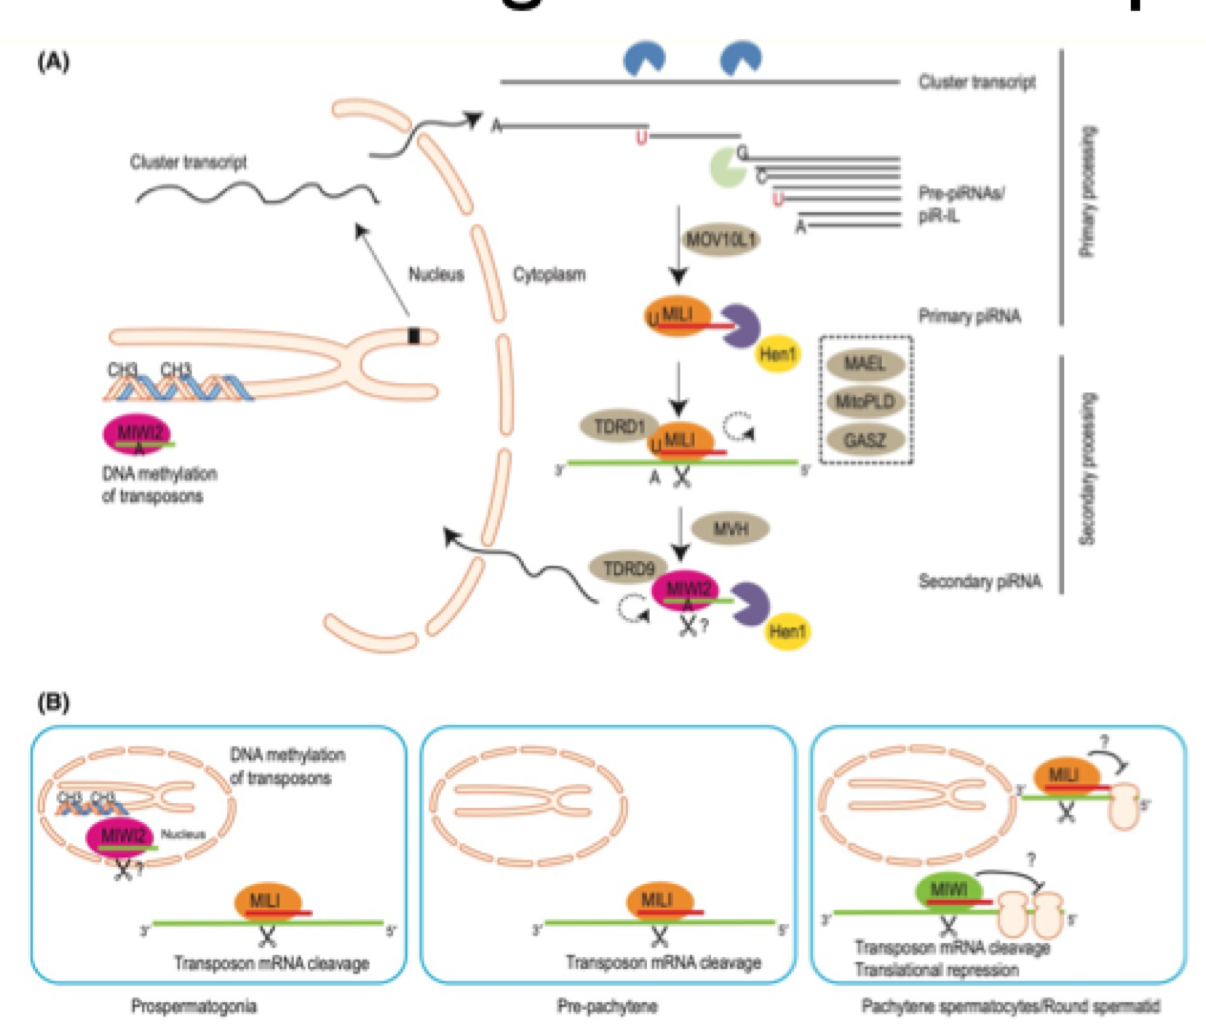 (A)
Cluster transcript
A
U
G
C
U
A
Pre-piRNAs/
piR-IL
Primary processing
Cluster transcript
MOV10L1
Nucleus
Cytoplasm
U MILI
Hen1
Primary piRNA
CH3 CH3
MIWI2
A
DNA methylation
of transposons
TDRD1
U MILI
3' 5'
A
MAEL
MitoPLD
GASZ
Secondary processing
MVH
TDRD9
MIWI2
A
?
Hen1
Secondary piRNA
(B)
DNA methylation
of transposons
CH3 CH3
MIWI2
Nucleus
?
MILI
3' 5'
Transposon mRNA cleavage
Prospermatogonia
MILI
3' 5'
Transposon mRNA cleavage
Pre-pachytene
?
MILI
3' 5'
?
MIWI
3' 5'
Transposon mRNA cleavage
Translational repression
Pachytene spermatocytes/Round spermatid